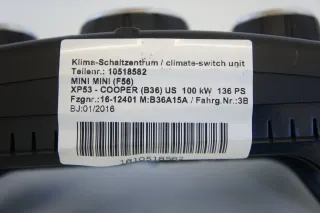 Klima-Schaltzentrum / climate-switch unit
Teilenr.: 10518582
MINI MINI (F56)
XP53 - COOPER (B36) US 100 kW 136 PS
Fzgnr.:16-12401 M:B36A15A / Fahrg.Nr.:3B
BJ:01/2016
1010518582